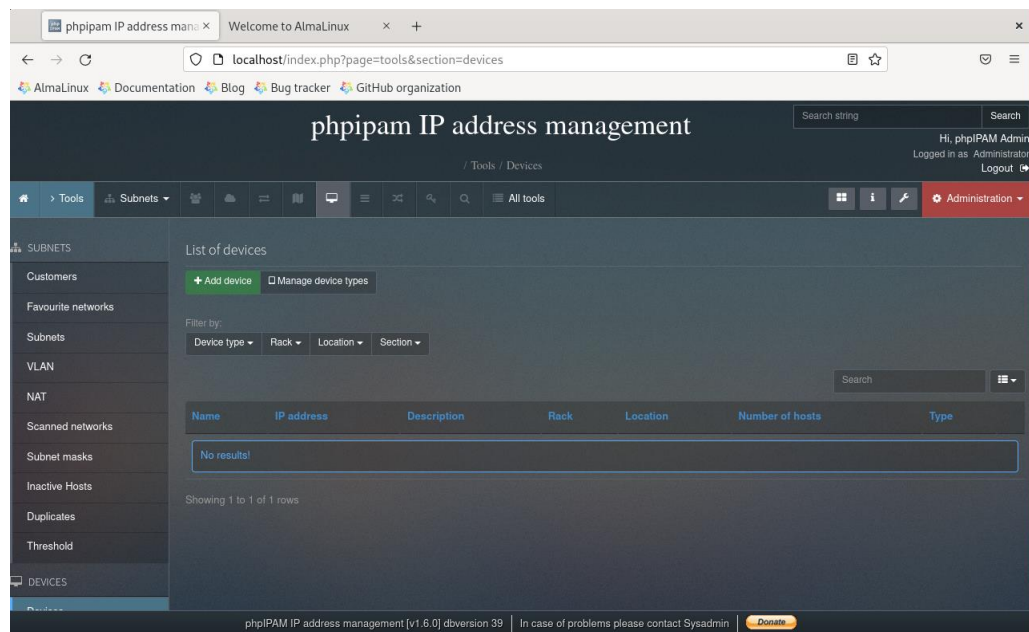 phpipam IP address mana × Welcome to AlmaLinux × + ×
localhost/index.php?page=tools&section=devices
AlmaLinux Documentation Blog Bug tracker GitHub organization
phpipam IP address management
Search string Search
Hi, phpIPAM Admin
/ Tools / Devices
Logged in as Administrator
Logout
> Tools Subnets All tools Administration
SUBNETS
List of devices
Customers
+ Add device Manage device types
Favourite networks
Filter by:
Subnets
Device type Rack Location Section
VLAN
Search
NAT
Name IP address Description Rack Location Number of hosts Type
Scanned networks
Subnet masks
No results!
Inactive Hosts
Showing 1 to 1 of 1 rows
Duplicates
Threshold
DEVICES
phpIPAM IP address management [v1.6.0] dbversion 39 | In case of problems please contact Sysadmin | Donate